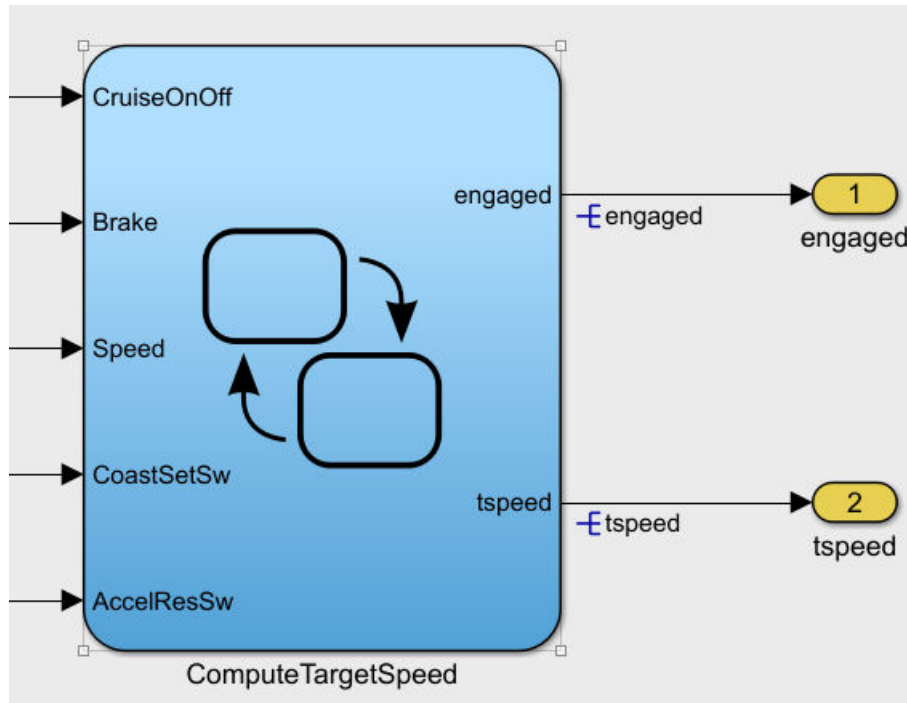 CruiseOnOff
Brake
Speed
CoastSetSw
AccelResSw
engaged
engaged
1
engaged
tspeed
tspeed
2
tspeed
ComputeTargetSpeed